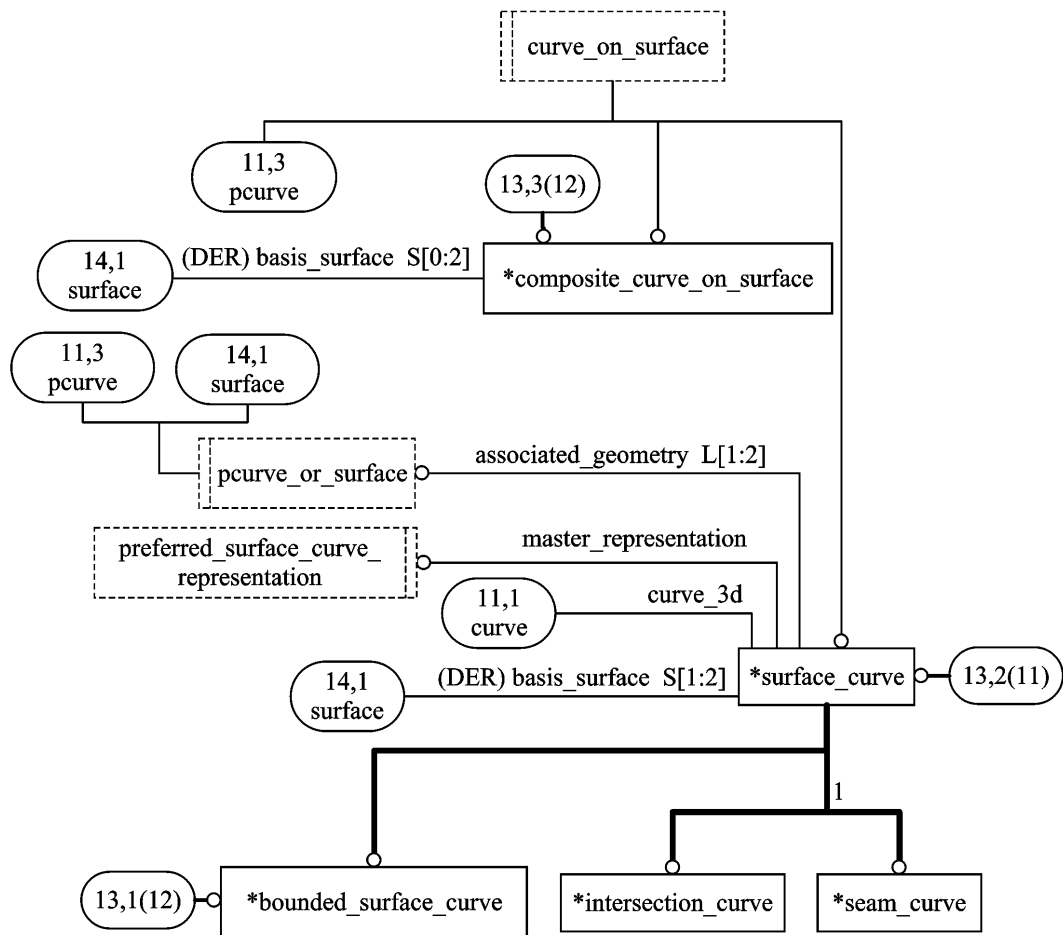 curve_on_surface
11,3
pcurve
13,3(12)
(DER) basis_surface S[0:2]
14,1
surface
*composite_curve_on_surface
11,3
pcurve
14,1
surface
associated_geometry L[1:2]
pcurve_or_surface
master_representation
preferred_surface_curve_
representation
curve_3d
11,1
curve
*surface_curve
13,2(11)
(DER) basis_surface S[1:2]
14,1
surface
1
13,1(12)
*bounded_surface_curve
*intersection_curve
*seam_curve